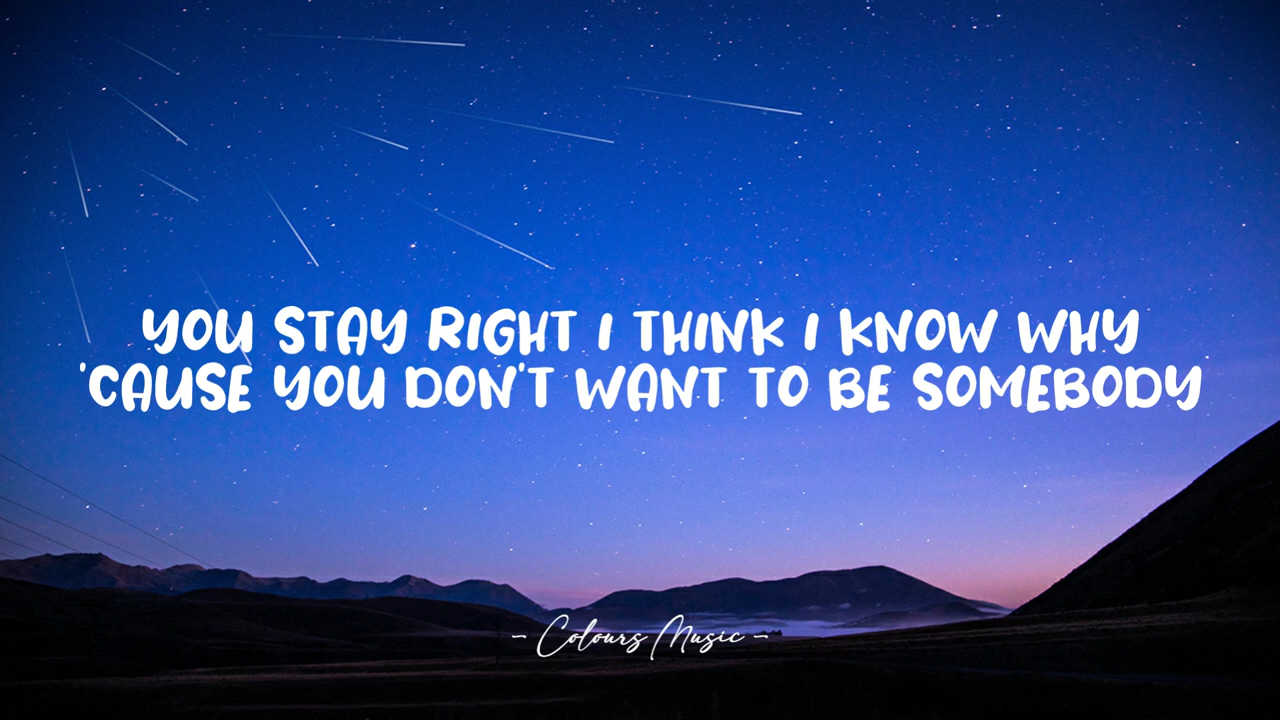 YOU STAY RIGHT I THINK I KNOW WHY
'CAUSE YOU DON'T WANT TO BE SOMEBODY
- Colours Music -